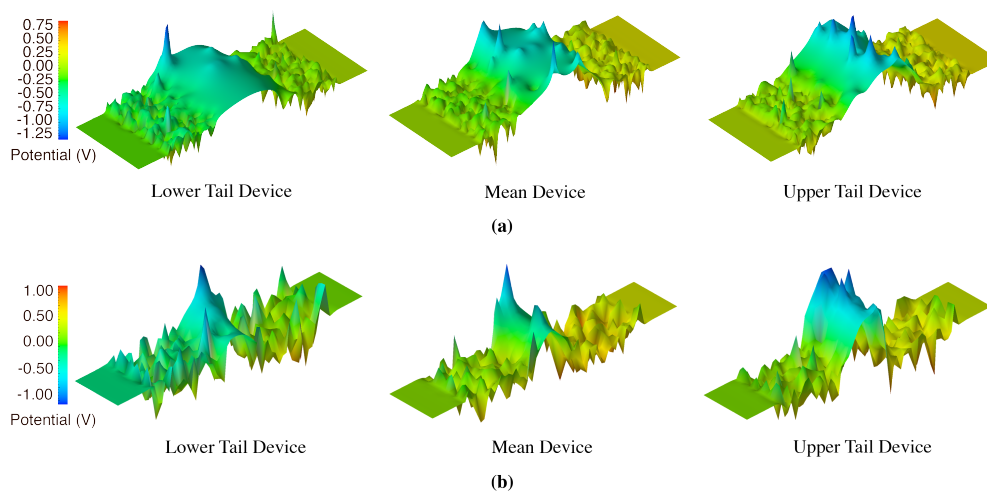 0.75
0.50
0.25
0.00
-0.25
-0.50
-0.75
-1.00
-1.25
Potential (V)
Lower Tail Device
Mean Device
Upper Tail Device
(a)
1.00
0.50
0.00
-0.50
-1.00
Potential (V)
Lower Tail Device
Mean Device
Upper Tail Device
(b)